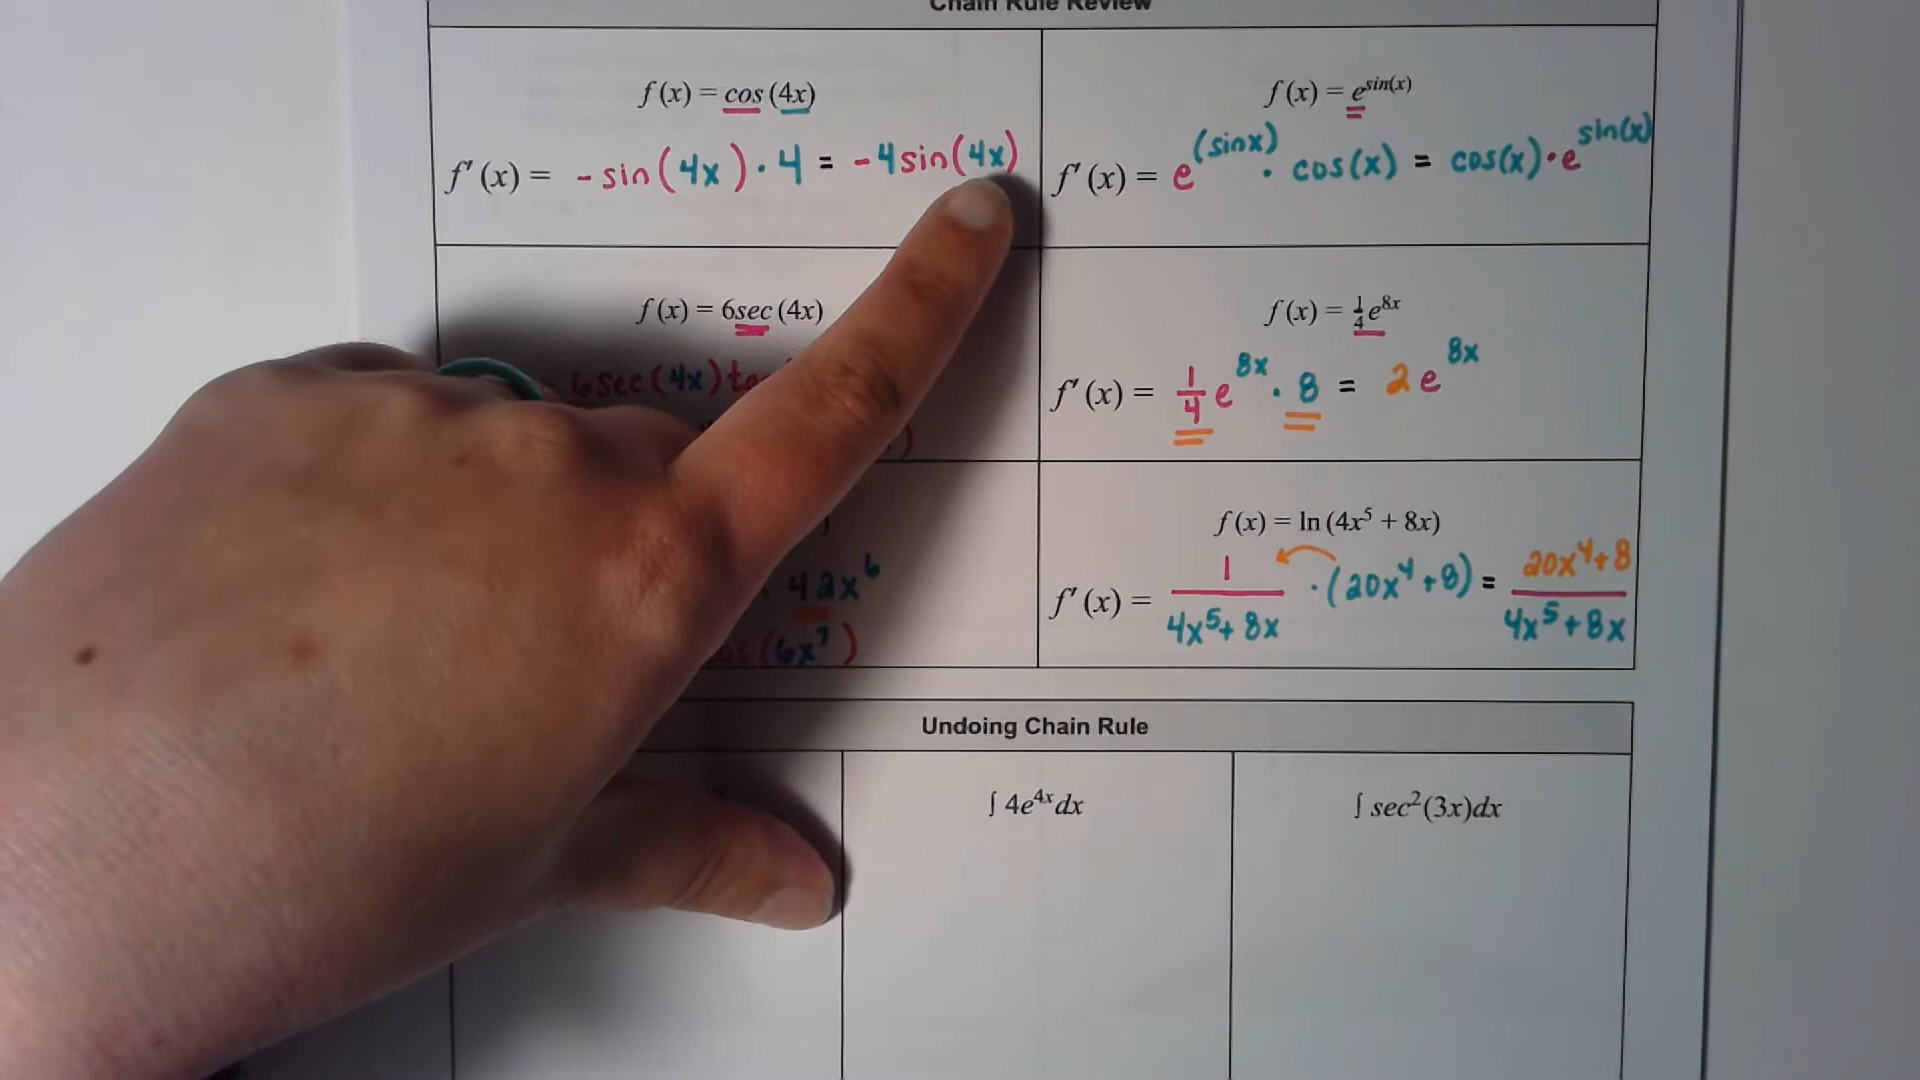 Chain Rule Review
f(x) = cos(4x)
f'(x) = -sin(4x) · 4 = -4sin(4x)
f(x) = e^sin(x)
f'(x) = e^(sinx) · cos(x) = cos(x) · e^sin(x)
f(x) = 6sec(4x)
6sec(4x)
f(x) = 1/4 e^8x
f'(x) = 1/4 e^8x · 8 = 2e^8x
42x^6
(6x^7)
f(x) = ln(4x^5 + 8x)
f'(x) = 1/(4x^5 + 8x) · (20x^4 + 8) = (20x^4 + 8)/(4x^5 + 8x)
Undoing Chain Rule
∫ 4e^4x dx
∫ sec²(3x)dx